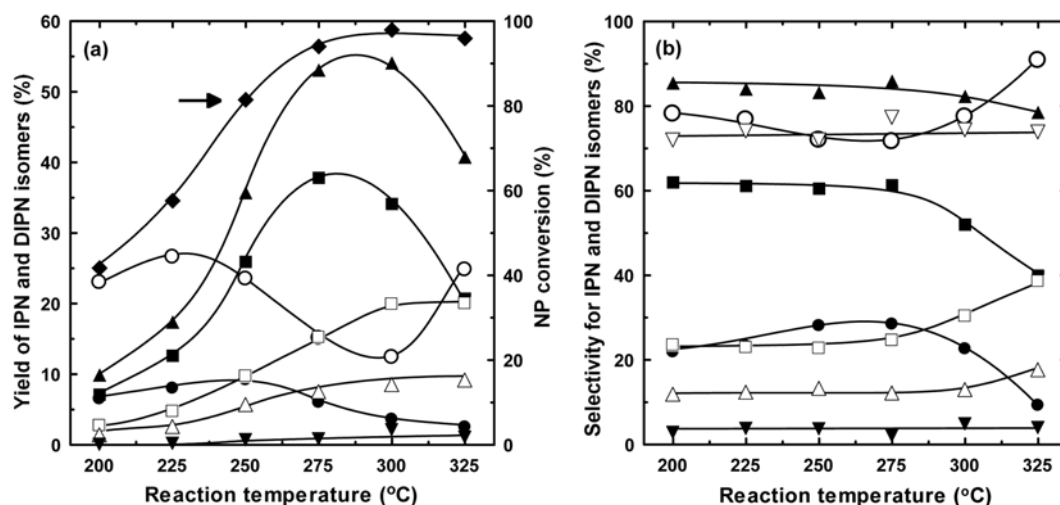 (a)
Yield of IPN and DIPN isomers (%)
60
50
40
30
20
10
0
200 225 250 275 300 325
Reaction temperature (°C)
100
80
60
40
20
0
NP conversion (%)
(b)
Selectivity for IPN and DIPN isomers (%)
100
80
60
40
20
0
200 225 250 275 300 325
Reaction temperature (°C)